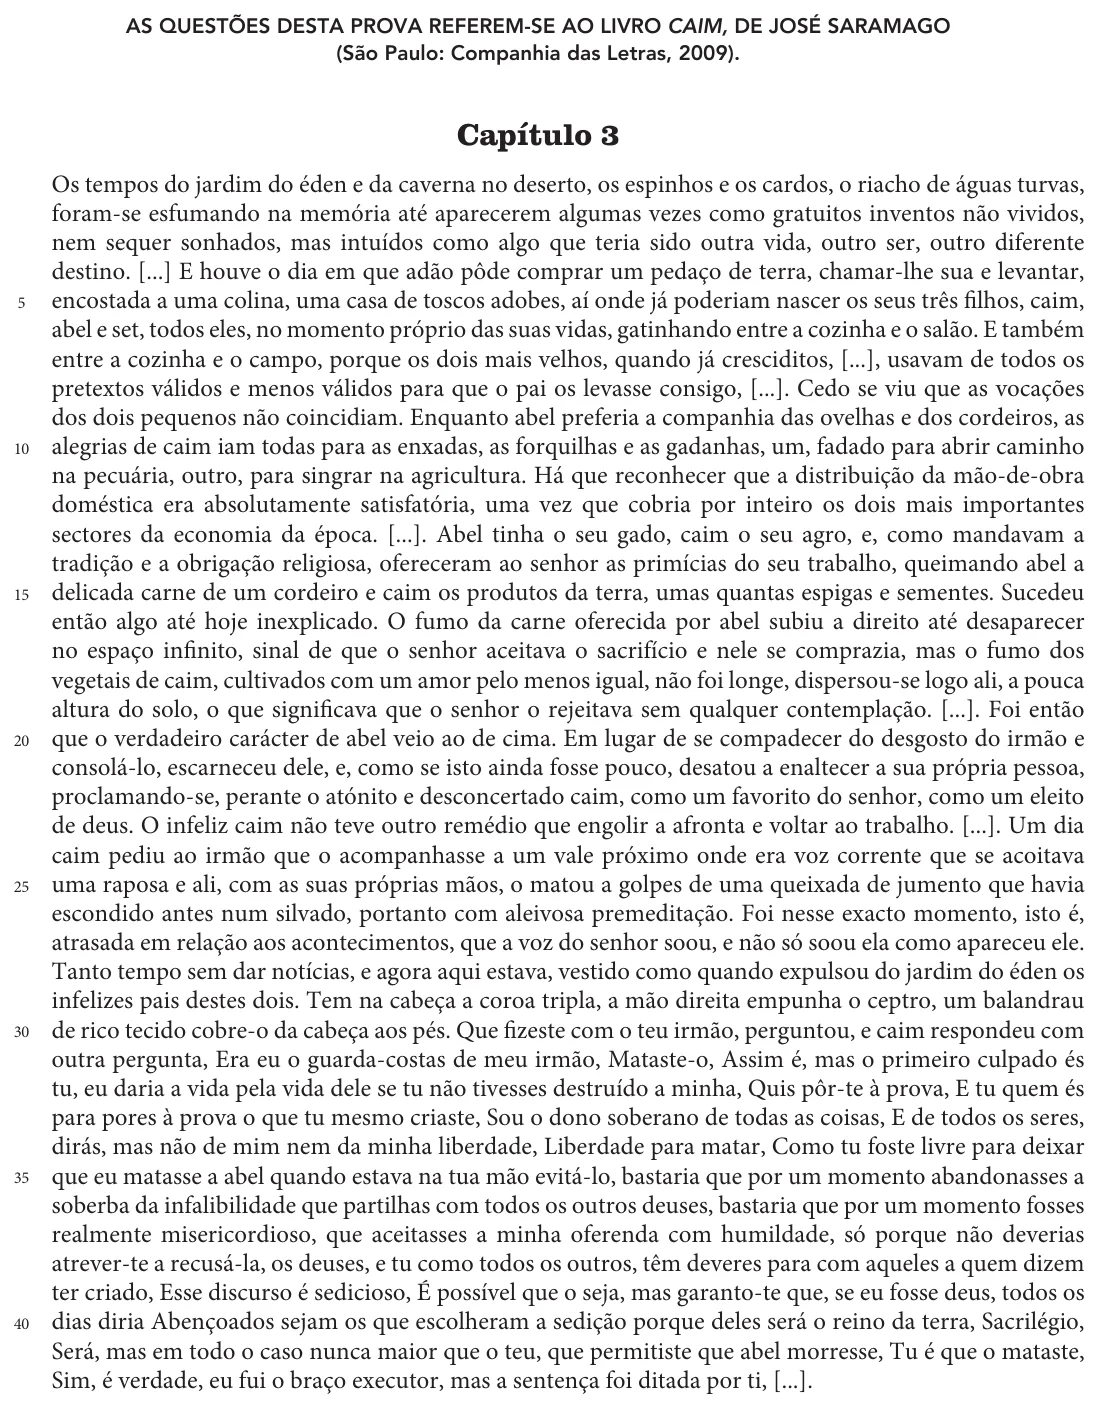 AS QUESTÕES DESTA PROVA REFEREM-SE AO LIVRO CAIM, DE JOSÉ SARAMAGO
(São Paulo: Companhia das Letras, 2009).
Capítulo 3
Os tempos do jardim do éden e da caverna no deserto, os espinhos e os cardos, o riacho de águas turvas,
foram-se esfumando na memória até aparecerem algumas vezes como gratuitos inventos não vividos,
nem sequer sonhados, mas intuídos como algo que teria sido outra vida, outro ser, outro diferente
destino. [...] E houve o dia em que adão pôde comprar um pedaço de terra, chamar-lhe sua e levantar,
5 encostada a uma colina, uma casa de toscos adobes, aí onde já poderiam nascer os seus três filhos, caim,
abel e set, todos eles, no momento próprio das suas vidas, gatinhando entre a cozinha e o salão. E também
entre a cozinha e o campo, porque os dois mais velhos, quando já cresciditos, [...], usavam de todos os
pretextos válidos e menos válidos para que o pai os levasse consigo, [...]. Cedo se viu que as vocações
dos dois pequenos não coincidiam. Enquanto abel preferia a companhia das ovelhas e dos cordeiros, as
10 alegrias de caim iam todas para as enxadas, as forquilhas e as gadanhas, um, fadado para abrir caminho
na pecuária, outro, para singrar na agricultura. Há que reconhecer que a distribuição da mão-de-obra
doméstica era absolutamente satisfatória, uma vez que cobria por inteiro os dois mais importantes
sectores da economia da época. [...]. Abel tinha o seu gado, caim o seu agro, e, como mandavam a
tradição e a obrigação religiosa, ofereceram ao senhor as primícias do seu trabalho, queimando abel a
15 delicada carne de um cordeiro e caim os produtos da terra, umas quantas espigas e sementes. Sucedeu
então algo até hoje inexplicado. O fumo da carne oferecida por abel subiu a direito até desaparecer
no espaço infinito, sinal de que o senhor aceitava o sacrifício e nele se comprazia, mas o fumo dos
vegetais de caim, cultivados com um amor pelo menos igual, não foi longe, dispersou-se logo ali, a pouca
altura do solo, o que significava que o senhor o rejeitava sem qualquer contemplação. [...]. Foi então
20 que o verdadeiro carácter de abel veio ao de cima. Em lugar de se compadecer do desgosto do irmão e
consolá-lo, escarneceu dele, e, como se isto ainda fosse pouco, desatou a enaltecer a sua própria pessoa,
proclamando-se, perante o atónito e desconcertado caim, como um favorito do senhor, como um eleito
de deus. O infeliz caim não teve outro remédio que engolir a afronta e voltar ao trabalho. [...]. Um dia
caim pediu ao irmão que o acompanhasse a um vale próximo onde era voz corrente que se acoitava
25 uma raposa e ali, com as suas próprias mãos, o matou a golpes de uma queixada de jumento que havia
escondido antes num silvado, portanto com aleivosa premeditação. Foi nesse exacto momento, isto é,
atrasada em relação aos acontecimentos, que a voz do senhor soou, e não só soou ela como apareceu ele.
Tanto tempo sem dar notícias, e agora aqui estava, vestido como quando expulsou do jardim do éden os
infelizes pais destes dois. Tem na cabeça a coroa tripla, a mão direita empunha o ceptro, um balandrau
30 de rico tecido cobre-o da cabeça aos pés. Que fizeste com o teu irmão, perguntou, e caim respondeu com
outra pergunta, Era eu o guarda-costas de meu irmão, Mataste-o, Assim é, mas o primeiro culpado és
tu, eu daria a vida pela vida dele se tu não tivesses destruído a minha, Quis pôr-te à prova, E tu quem és
para pores à prova o que tu mesmo criaste, Sou o dono soberano de todas as coisas, E de todos os seres,
dirás, mas não de mim nem da minha liberdade, Liberdade para matar, Como tu foste livre para deixar
35 que eu matasse a abel quando estava na tua mão evitá-lo, bastaria que por um momento abandonasses a
soberba da infalibilidade que partilhas com todos os outros deuses, bastaria que por um momento fosses
realmente misericordioso, que aceitasses a minha oferenda com humildade, só porque não deverias
atrever-te a recusá-la, os deuses, e tu como todos os outros, têm deveres para com aqueles a quem dizem
ter criado, Esse discurso é sedicioso, É possível que o seja, mas garanto-te que, se eu fosse deus, todos os
40 dias diria Abençoados sejam os que escolheram a sedição porque deles será o reino da terra, Sacrilégio,
Será, mas em todo o caso nunca maior que o teu, que permitiste que abel morresse, Tu é que o mataste,
Sim, é verdade, eu fui o braço executor, mas a sentença foi ditada por ti, [...].